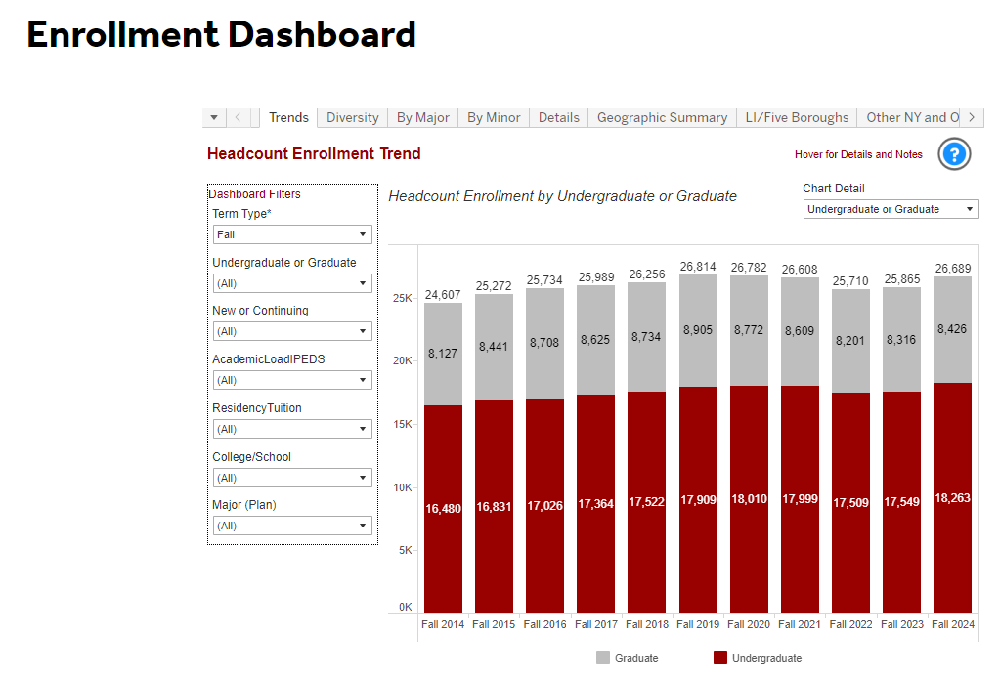 Enrollment Dashboard
Trends Diversity By Major By Minor Details Geographic Summary LI/Five Boroughs Other NY and O
Headcount Enrollment Trend
Hover for Details and Notes
?
Dashboard Filters
Term Type*
Fall
Undergraduate or Graduate
(All)
New or Continuing
(All)
AcademicLoadIPEDS
(All)
ResidencyTuition
(All)
College/School
(All)
Major (Plan)
(All)
Headcount Enrollment by Undergraduate or Graduate
Chart Detail
Undergraduate or Graduate
24,607 25,272 25,734 25,989 26,256 26,814 26,782 26,608 25,710 25,865 26,689
25K
8,127 8,441 8,708 8,625 8,734 8,905 8,772 8,609 8,201 8,316 8,426
20K
15K
10K
16,480 16,831 17,026 17,364 17,522 17,909 18,010 17,999 17,509 17,549 18,263
5K
0K
Fall 2014 Fall 2015 Fall 2016 Fall 2017 Fall 2018 Fall 2019 Fall 2020 Fall 2021 Fall 2022 Fall 2023 Fall 2024
Graduate Undergraduate